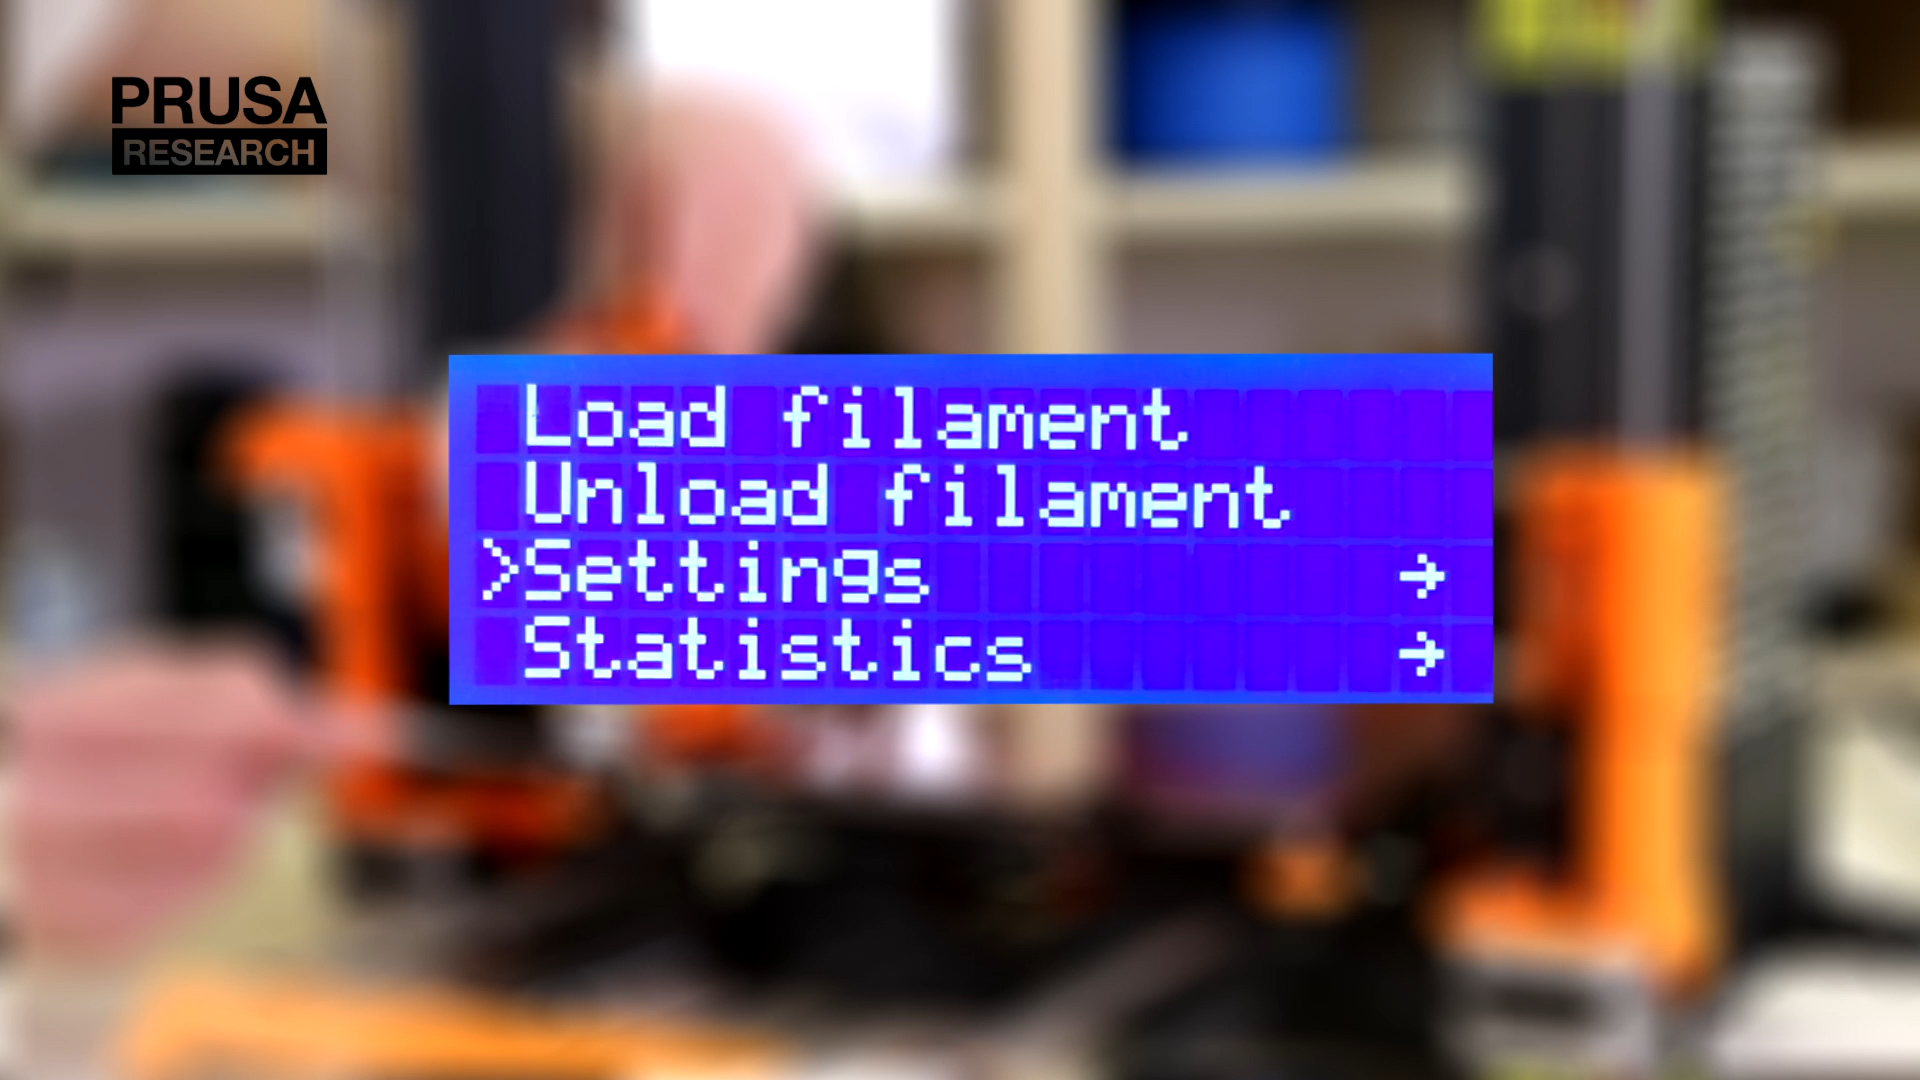 PRUSA
RESEARCH
Load filament
Unload filament
>Settings →
Statistics →